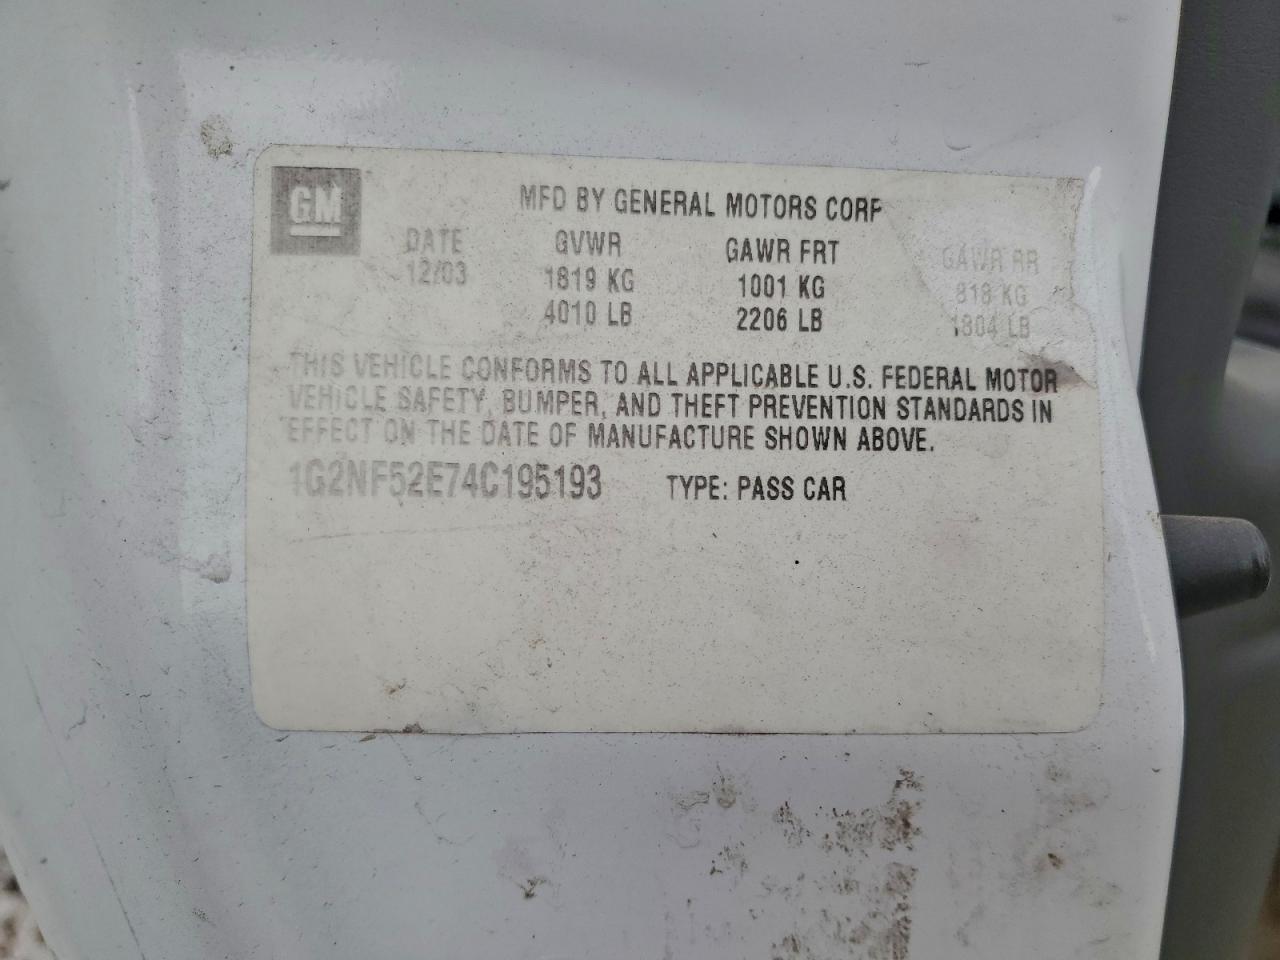 GM
MFD BY GENERAL MOTORS CORP
DATE GVWR GAWR FRT GAWR RR
12/03 1819 KG 1001 KG 818 KG
4010 LB 2206 LB 1804 LB
THIS VEHICLE CONFORMS TO ALL APPLICABLE U.S. FEDERAL MOTOR
VEHICLE SAFETY, BUMPER, AND THEFT PREVENTION STANDARDS IN
EFFECT ON THE DATE OF MANUFACTURE SHOWN ABOVE.
1G2NF52E74C195193 TYPE: PASS CAR